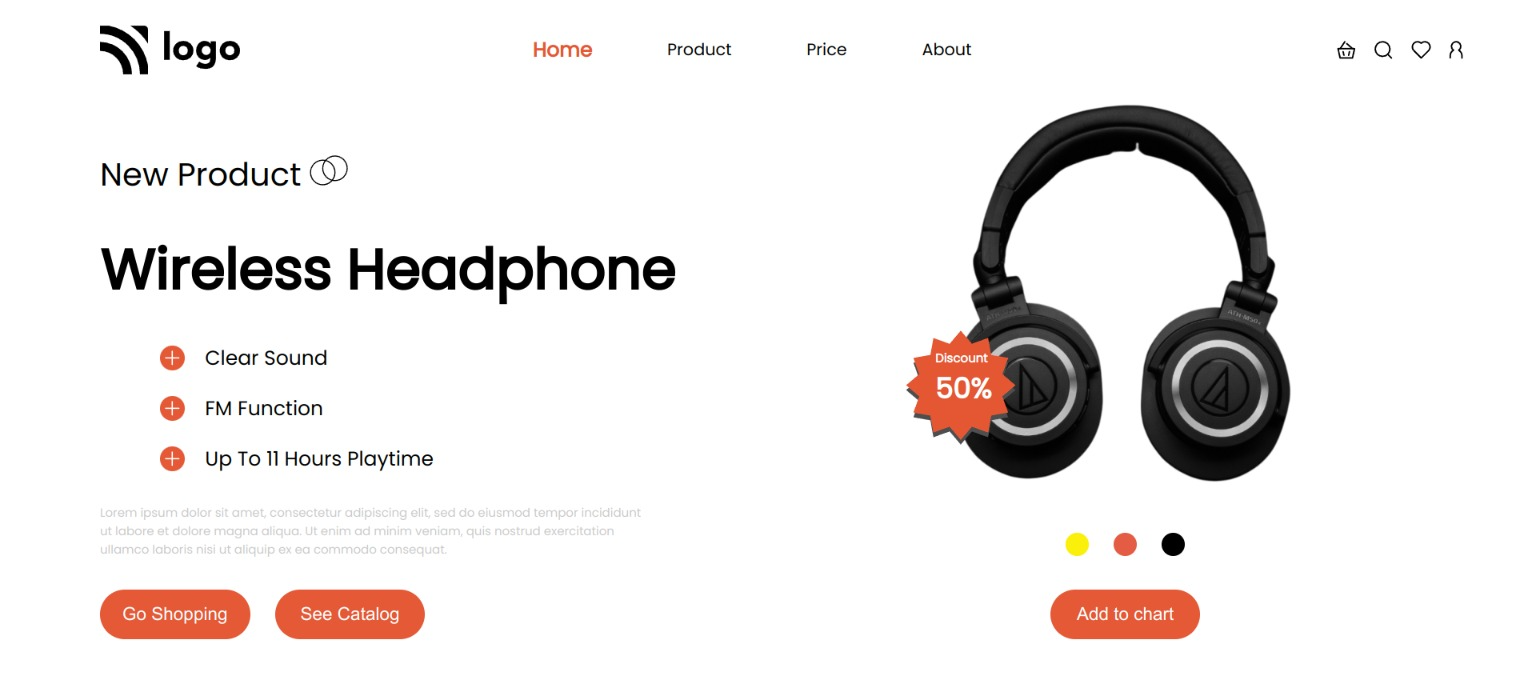 logo
Home
Product
Price
About
New Product
Wireless Headphone
Clear Sound
FM Function
Up To 11 Hours Playtime
Lorem ipsum dolor sit amet, consectetur adipiscing elit, sed do eiusmod tempor incididunt
ut labore et dolore magna aliqua. Ut enim ad minim veniam, quis nostrud exercitation
ullamco laboris nisi ut aliquip ex ea commodo consequat.
Go Shopping
See Catalog
Discount
50%
Add to chart